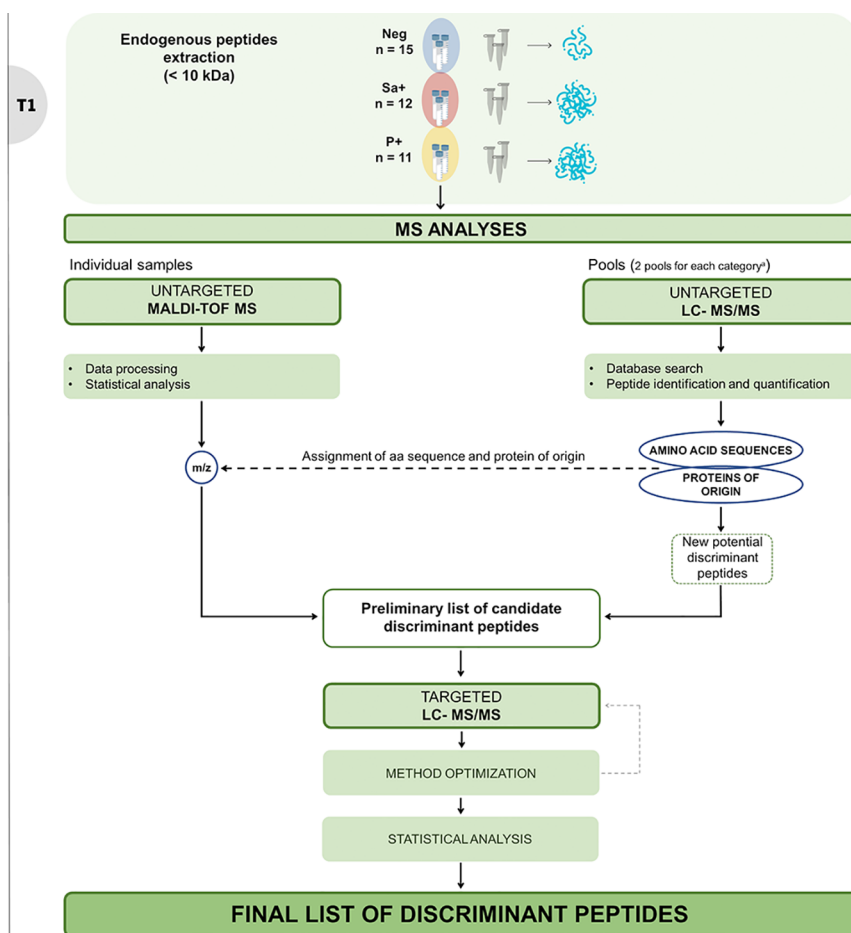 Endogenous peptides
extraction
(< 10 kDa)
Neg
n = 15
Sa+
n = 12
P+
n = 11
T1
MS ANALYSES
Individual samples
Pools (2 pools for each categoryᵃ)
UNTARGETED
MALDI-TOF MS
UNTARGETED
LC- MS/MS
• Data processing
• Statistical analysis
• Database search
• Peptide identification and quantification
m/z
Assignment of aa sequence and protein of origin
AMINO ACID SEQUENCES
PROTEINS OF
ORIGIN
New potential
discriminant
peptides
Preliminary list of candidate
discriminant peptides
TARGETED
LC- MS/MS
METHOD OPTIMIZATION
STATISTICAL ANALYSIS
FINAL LIST OF DISCRIMINANT PEPTIDES